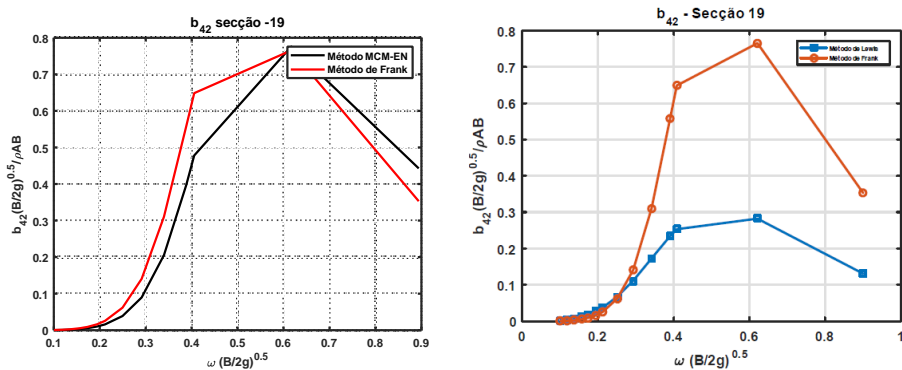 b42 secção -19
Método MCM-EN
Método de Frank
0.8
0.7
0.6
0.5
0.4
0.3
0.2
0.1
0
0.1 0.2 0.3 0.4 0.5 0.6 0.7 0.8 0.9
b42(B/2g)^0.5/ρAB
ω (B/2g)^0.5
b42 - Secção 19
Método de Lewis
Método de Frank
0.8
0.7
0.6
0.5
0.4
0.3
0.2
0.1
0
0 0.2 0.4 0.6 0.8 1
b42(B/2g)^0.5/ρAB
ω (B/2g)^0.5